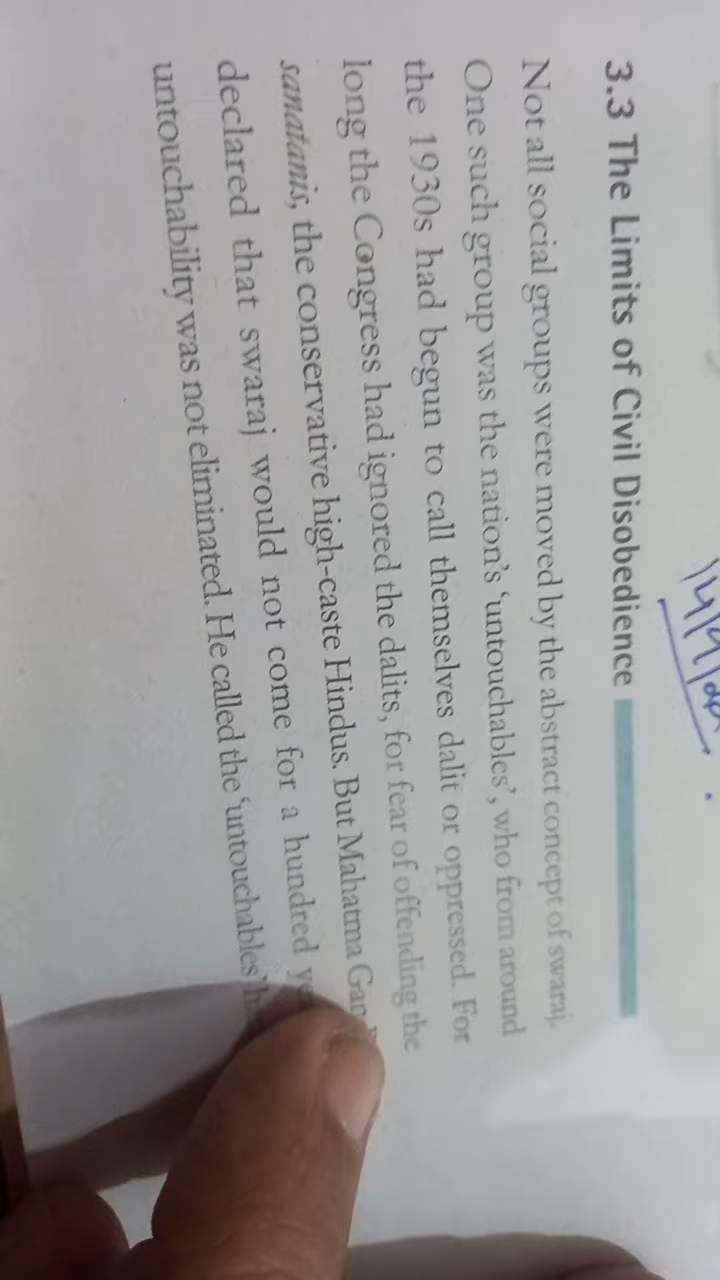 3.3 The Limits of Civil Disobedience
Not all social groups were moved by the abstract concept of swaraj.
One such group was the nation's 'untouchables', who from around
the 1930s had begun to call themselves dalit or oppressed. For
long the Congress had ignored the dalits, for fear of offending the
sanatanis, the conservative high-caste Hindus. But Mahatma
declared that swaraj would not come for a hundred
untouchability was not eliminated. He called the 'untouchables'